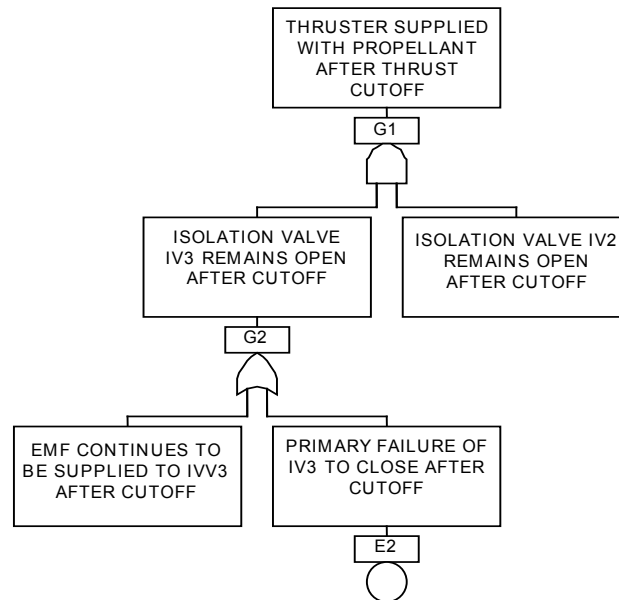 THRUSTER SUPPLIED
WITH PROPELLANT
AFTER THRUST
CUTOFF
G1
ISOLATION VALVE
IV3 REMAINS OPEN
AFTER CUTOFF
ISOLATION VALVE IV2
REMAINS OPEN
AFTER CUTOFF
G2
EMF CONTINUES TO
BE SUPPLIED TO IVV3
AFTER CUTOFF
PRIMARY FAILURE OF
IV3 TO CLOSE AFTER
CUTOFF
E2